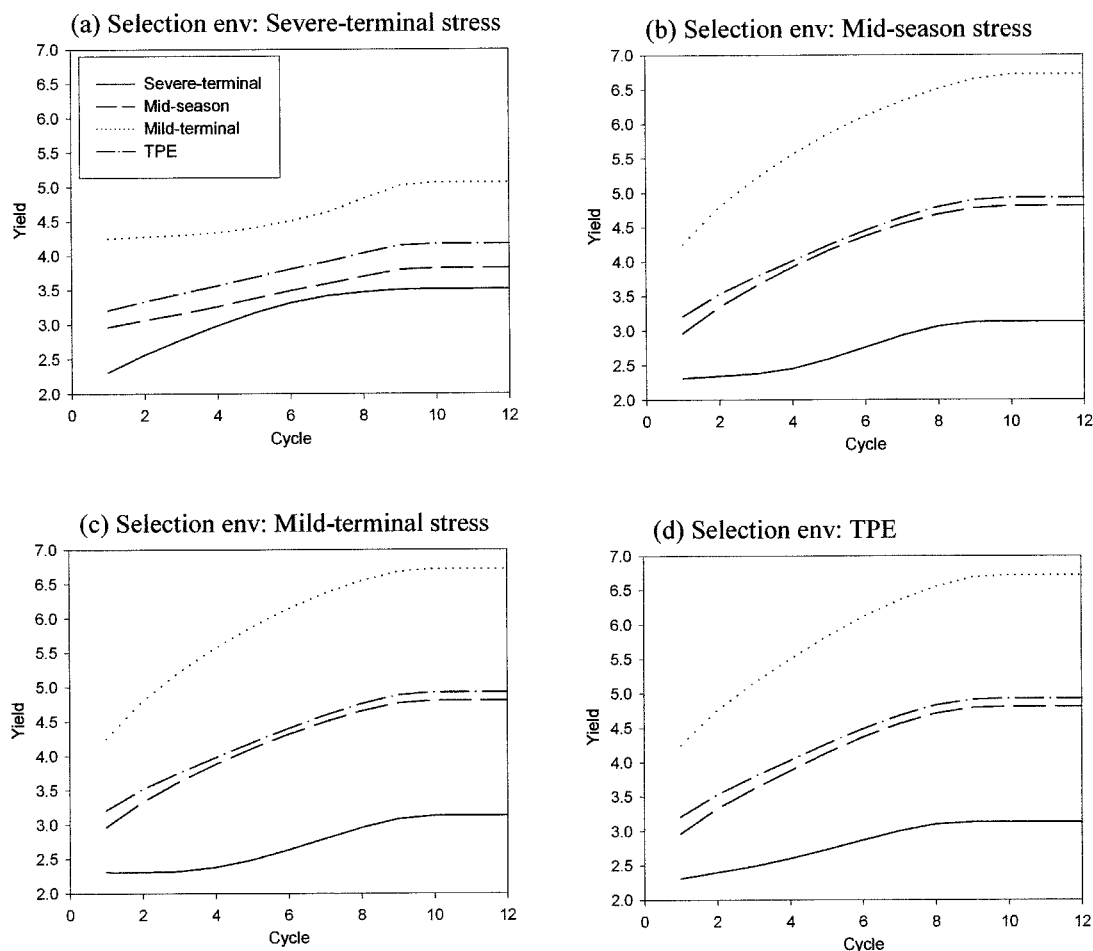 (a) Selection env: Severe-terminal stress
7.0
6.5
6.0
5.5
5.0
4.5
4.0
3.5
3.0
2.5
2.0
Yield
Severe-terminal
Mid-season
Mild-terminal
TPE
0 2 4 6 8 10 12
Cycle
(b) Selection env: Mid-season stress
7.0
6.5
6.0
5.5
5.0
4.5
4.0
3.5
3.0
2.5
2.0
Yield
0 2 4 6 8 10 12
Cycle
(c) Selection env: Mild-terminal stress
7.0
6.5
6.0
5.5
5.0
4.5
4.0
3.5
3.0
2.5
2.0
Yield
0 2 4 6 8 10 12
Cycle
(d) Selection env: TPE
7.0
6.5
6.0
5.5
5.0
4.5
4.0
3.5
3.0
2.5
2.0
Yield
0 2 4 6 8 10 12
Cycle